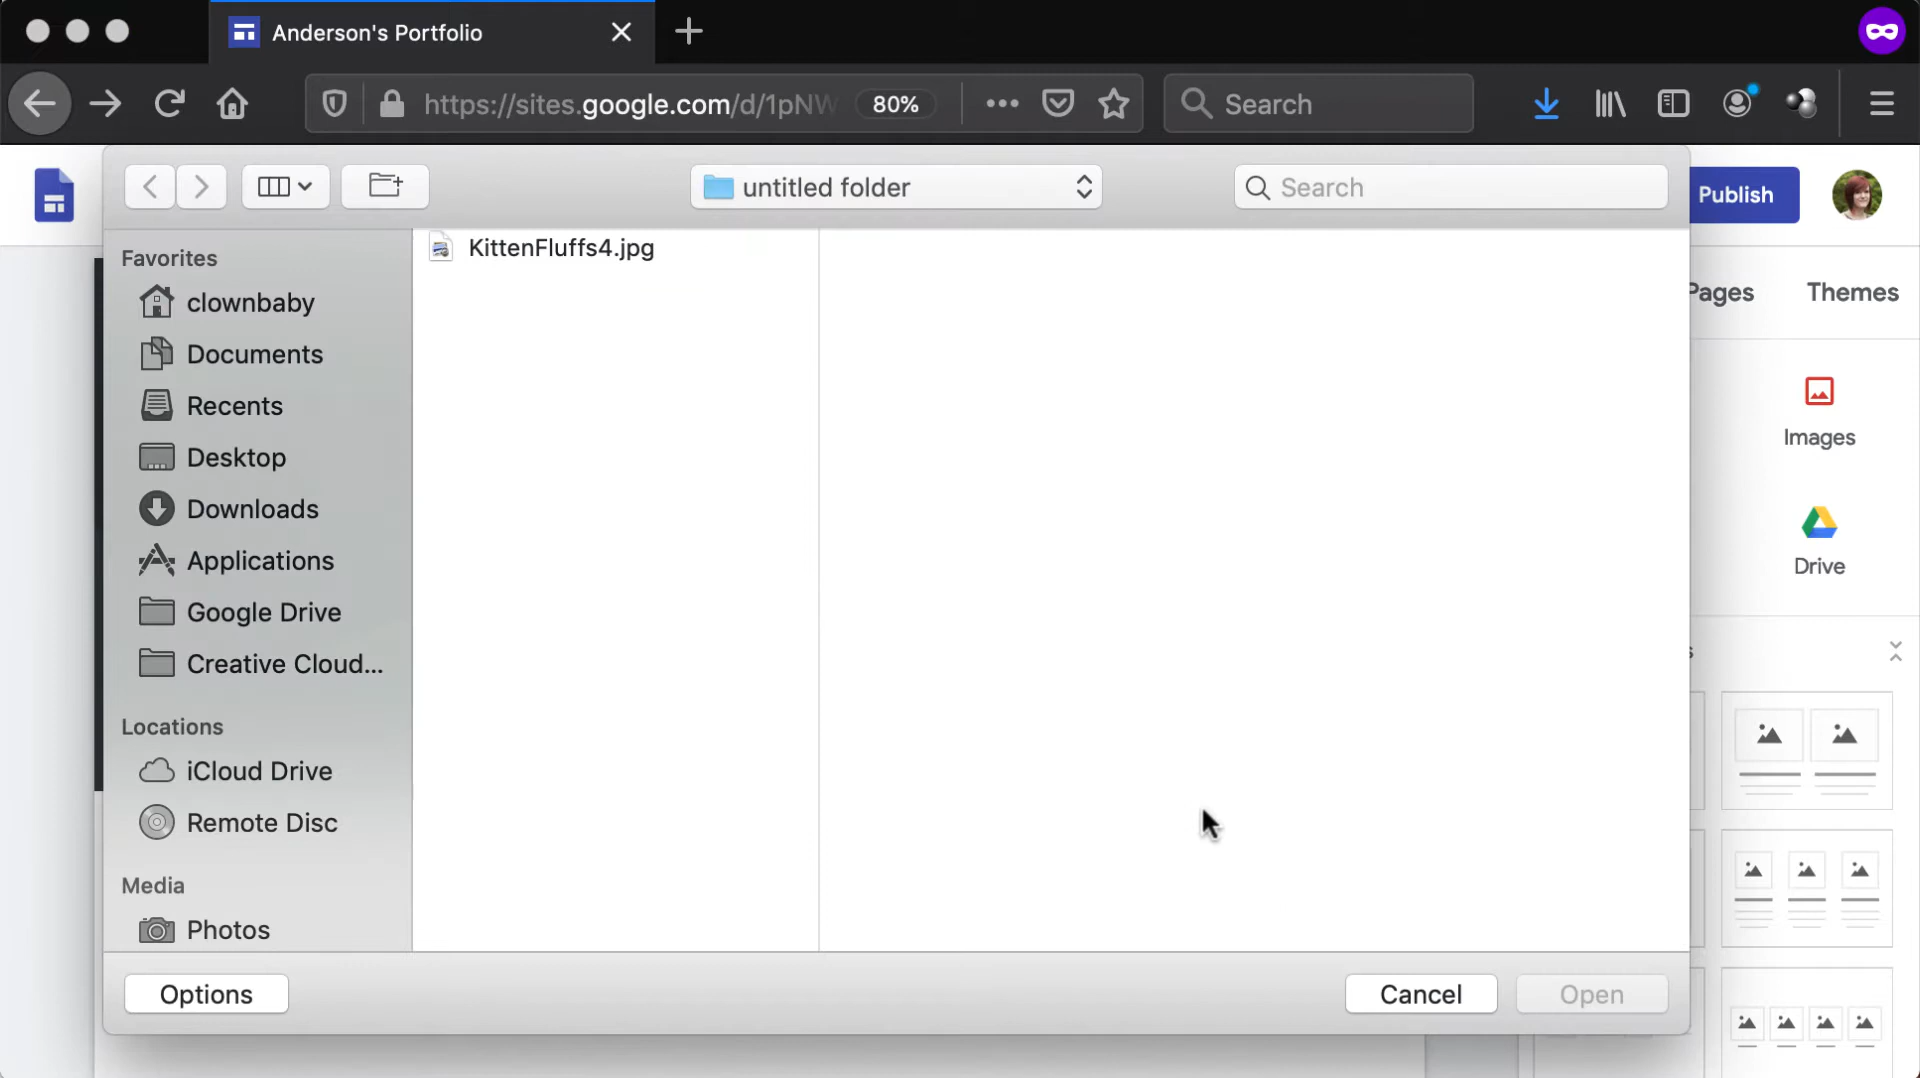 Anderson's Portfolio
https://sites.google.com/d/1pNW
80%
Search
untitled folder
Search
Publish
Favorites
KittenFluffs4.jpg
clownbaby
Pages
Themes
Documents
Recents
Images
Desktop
Downloads
Applications
Drive
Google Drive
Creative Cloud...
Locations
iCloud Drive
Remote Disc
Media
Photos
Options
Cancel
Open